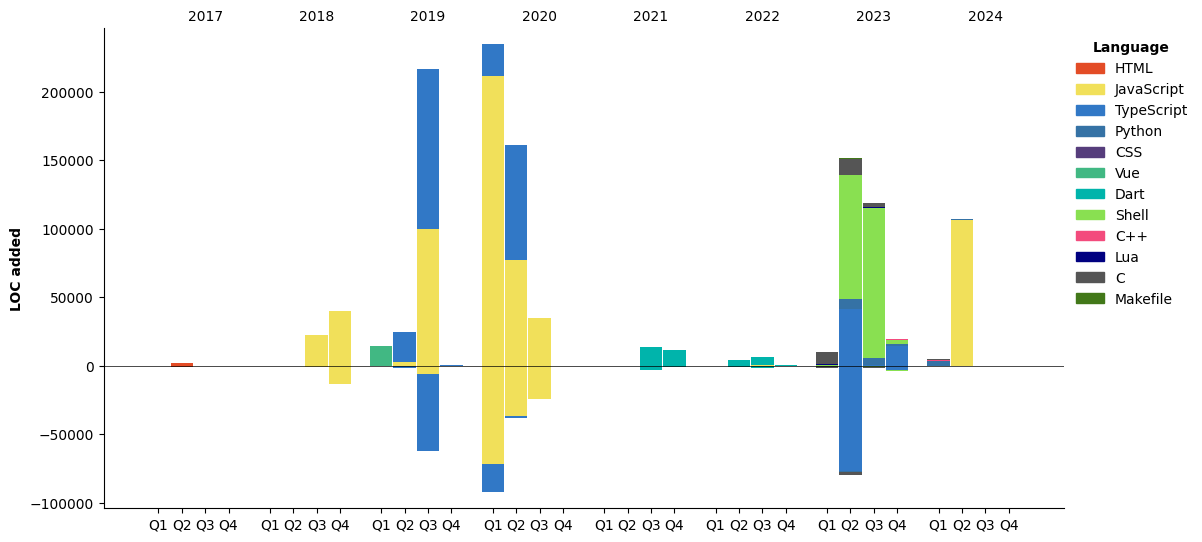 2017 2018 2019 2020 2021 2022 2023 2024
LOC added
200000
150000
100000
50000
0
−50000
−100000
Q1 Q2 Q3 Q4 Q1 Q2 Q3 Q4 Q1 Q2 Q3 Q4 Q1 Q2 Q3 Q4 Q1 Q2 Q3 Q4 Q1 Q2 Q3 Q4 Q1 Q2 Q3 Q4 Q1 Q2 Q3 Q4
Language
HTML
JavaScript
TypeScript
Python
CSS
Vue
Dart
Shell
C++
Lua
C
Makefile